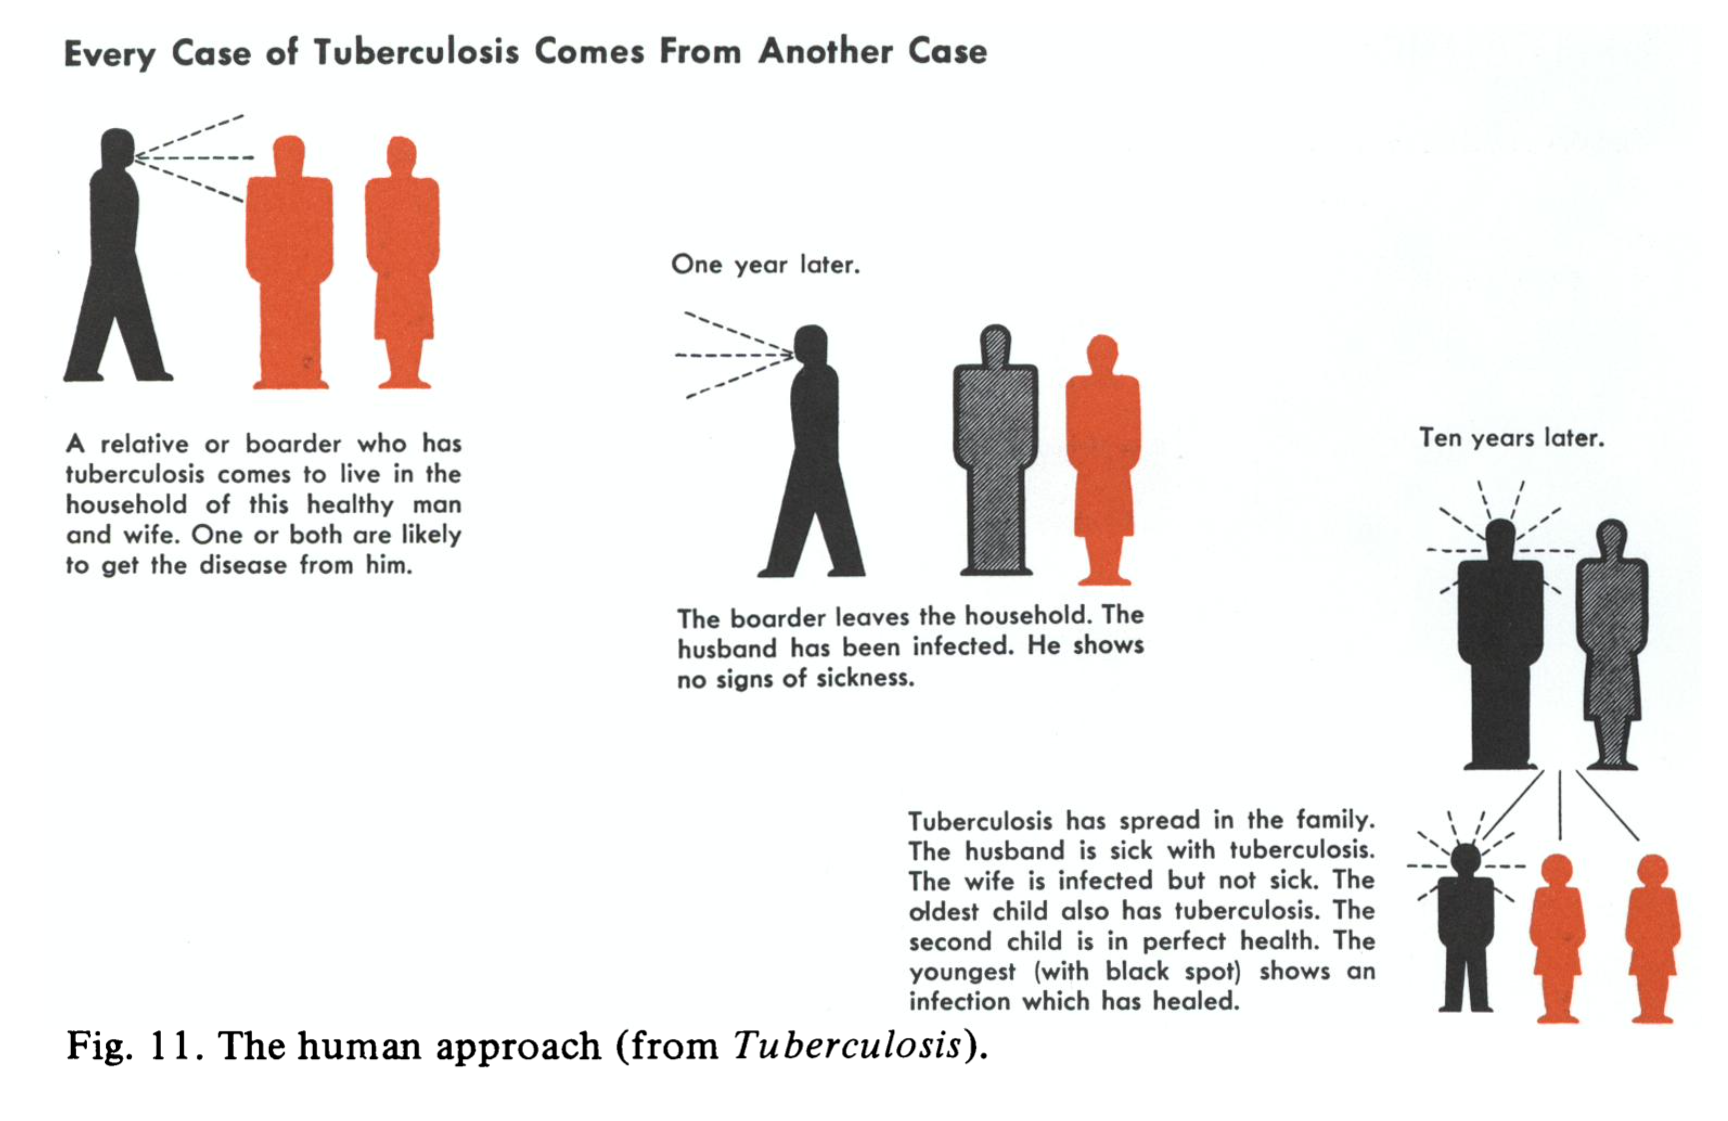 Every Case of Tuberculosis Comes From Another Case
A relative or boarder who has
tuberculosis comes to live in the
household of this healthy man
and wife. One or both are likely
to get the disease from him.
One year later.
The boarder leaves the household. The
husband has been infected. He shows
no signs of sickness.
Ten years later.
Tuberculosis has spread in the family.
The husband is sick with tuberculosis.
The wife is infected but not sick. The
oldest child also has tuberculosis. The
second child is in perfect health. The
youngest (with black spot) shows an
infection which has healed.
Fig. 11. The human approach (from Tuberculosis).